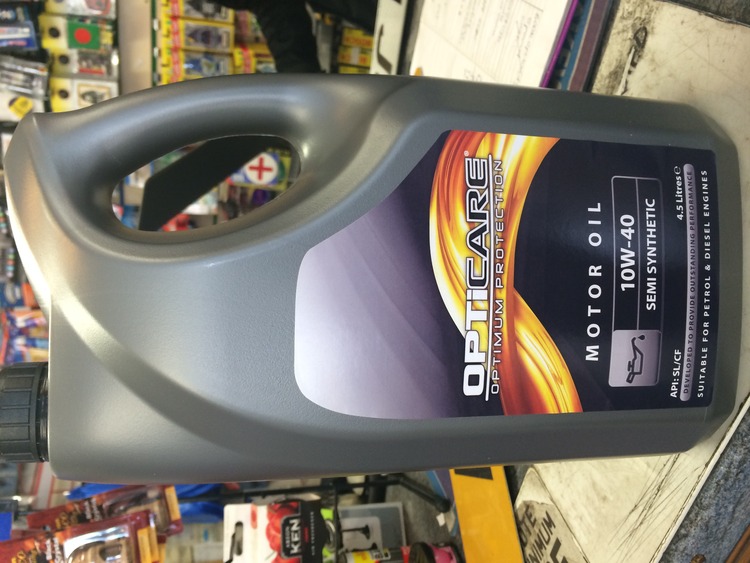 OPTiCARE®
OPTIMUM PROTECTION
MOTOR OIL
10W-40
SEMI SYNTHETIC
API: SL/CF
4.5 Litres e
DEVELOPED TO PROVIDE OUTSTANDING PERFORMANCE
SUITABLE FOR PETROL & DIESEL ENGINES
KEN